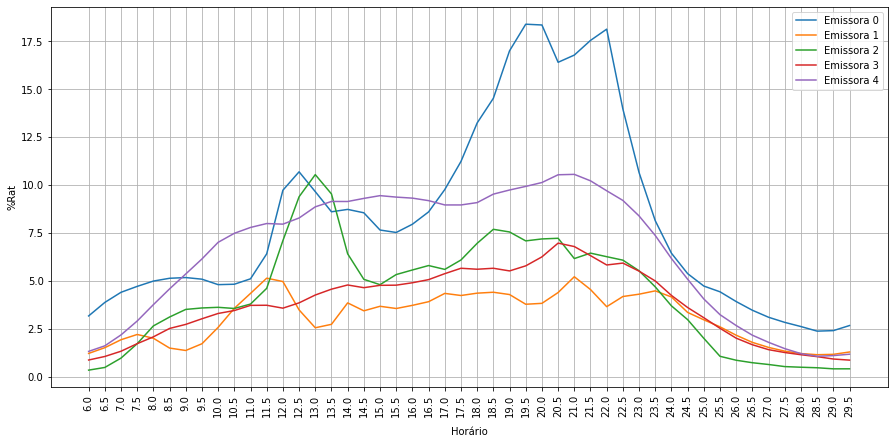 Emissora 0
Emissora 1
Emissora 2
Emissora 3
Emissora 4
%Rat
17.5
15.0
12.5
10.0
7.5
5.0
2.5
0.0
6.0 6.5 7.0 7.5 8.0 8.5 9.0 9.5 10.0 10.5 11.0 11.5 12.0 12.5 13.0 13.5 14.0 14.5 15.0 15.5 16.0 16.5 17.0 17.5 18.0 18.5 19.0 19.5 20.0 20.5 21.0 21.5 22.0 22.5 23.0 23.5 24.0 24.5 25.0 25.5 26.0 26.5 27.0 27.5 28.0 28.5 29.0 29.5
Horário